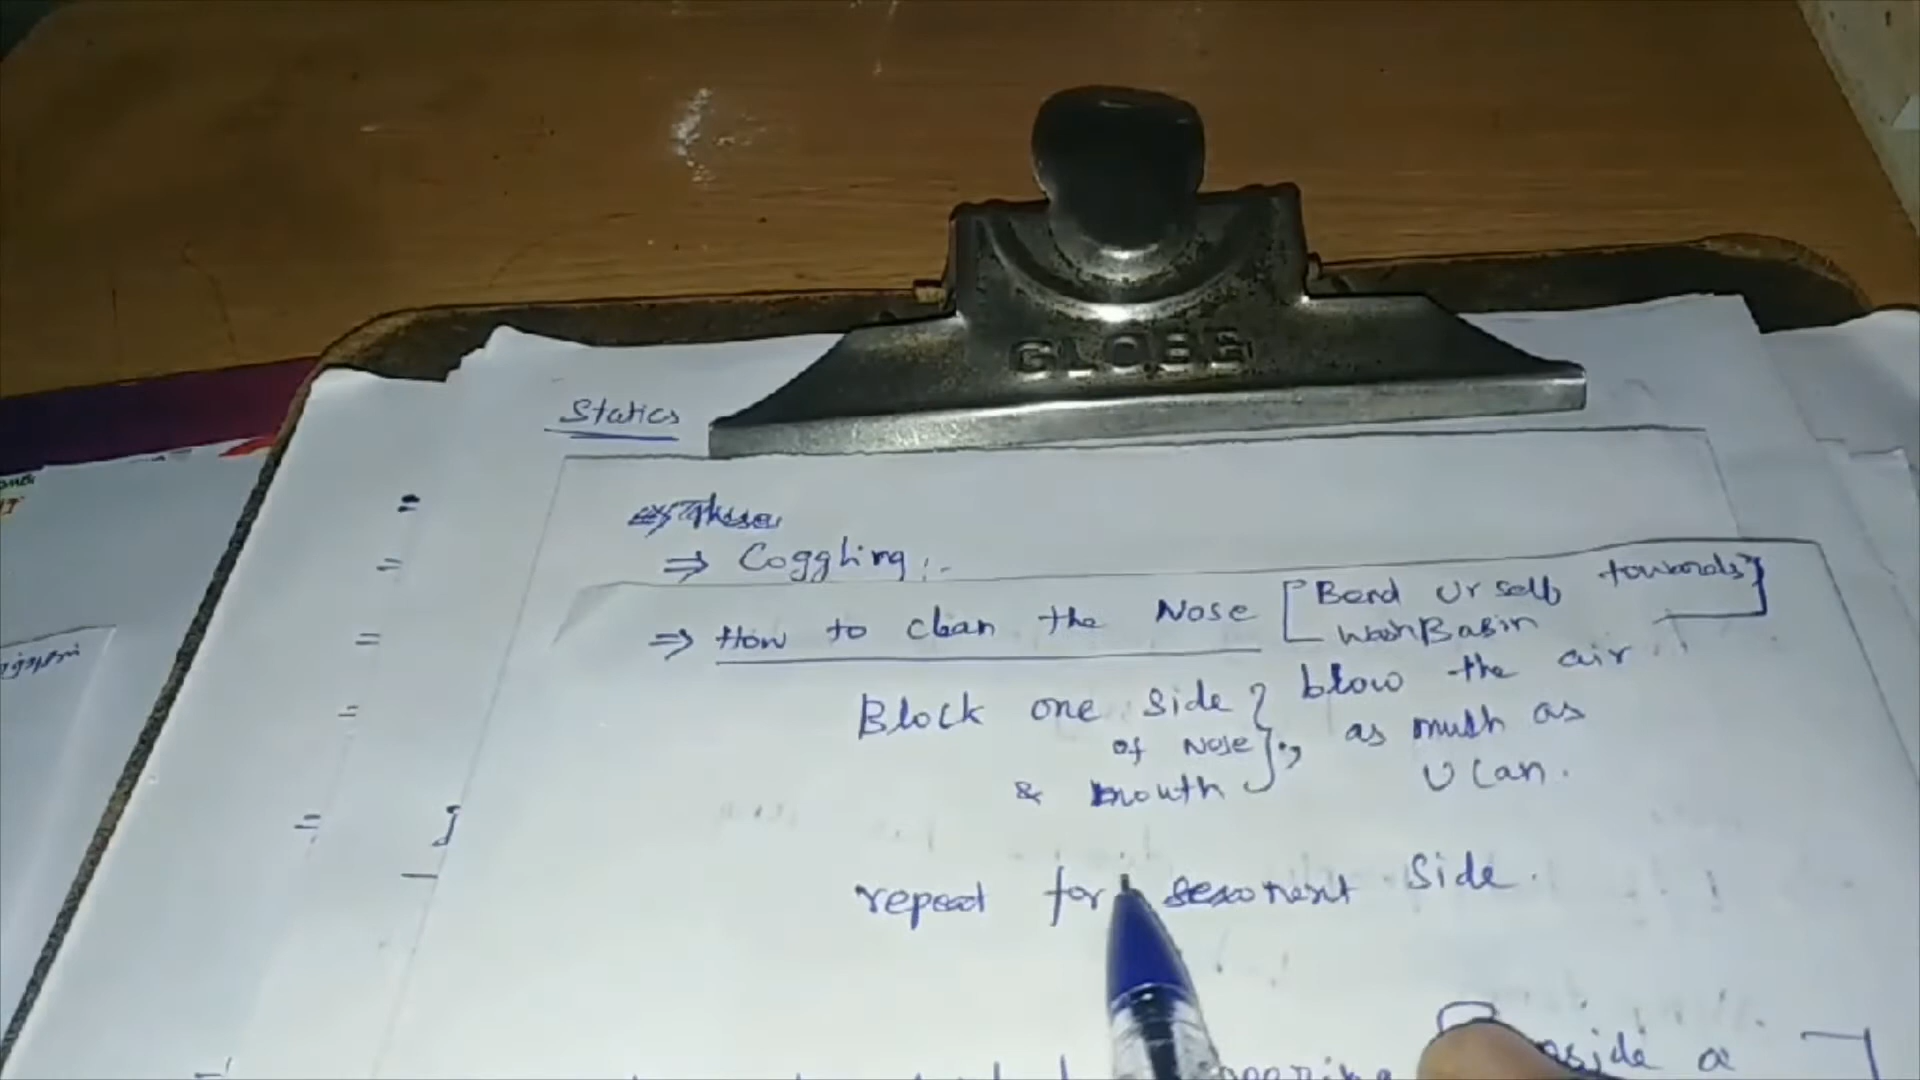 GLOBE
Statics
⇒ Coggling :-
⇒ How to clean the Nose [Bend Ur self towards
WashBasin]
Block one side } blow the air
of Nose } ., as much as
& mouth } U Can.
repeat for next Side.
aside a